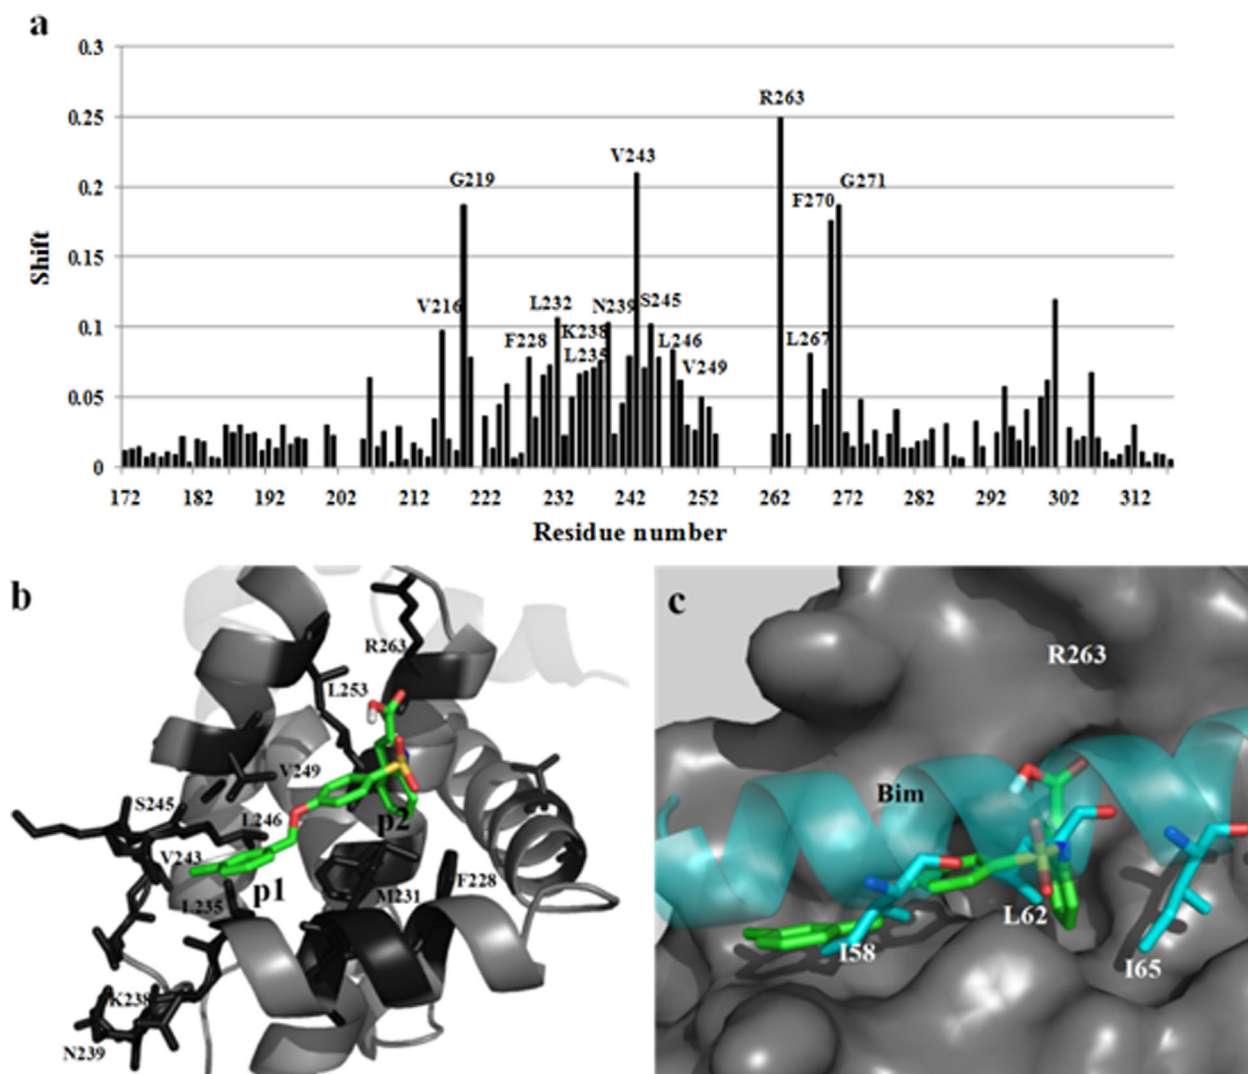 a
0.3
0.25
0.2
0.15
0.1
0.05
0
Shift
R263
V243
G219
G271
F270
V216
L232
N239
S245
K238
F228
L235
L246
V249
L267
172 182 192 202 212 222 232 242 252 262 272 282 292 302 312
Residue number
b
R263
L253
V249
S245
L246
p2
V243
p1
L235
M231
F228
K238
N239
c
R263
Bim
L62
I58
I65